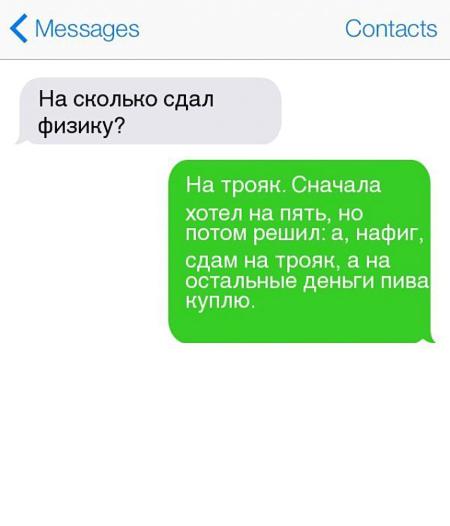 Messages
Contacts
На сколько сдал
физику?
На трояк. Сначала
хотел на пять, но
потом решил: а, нафиг,
сдам на трояк, а на
остальные деньги пива
куплю.